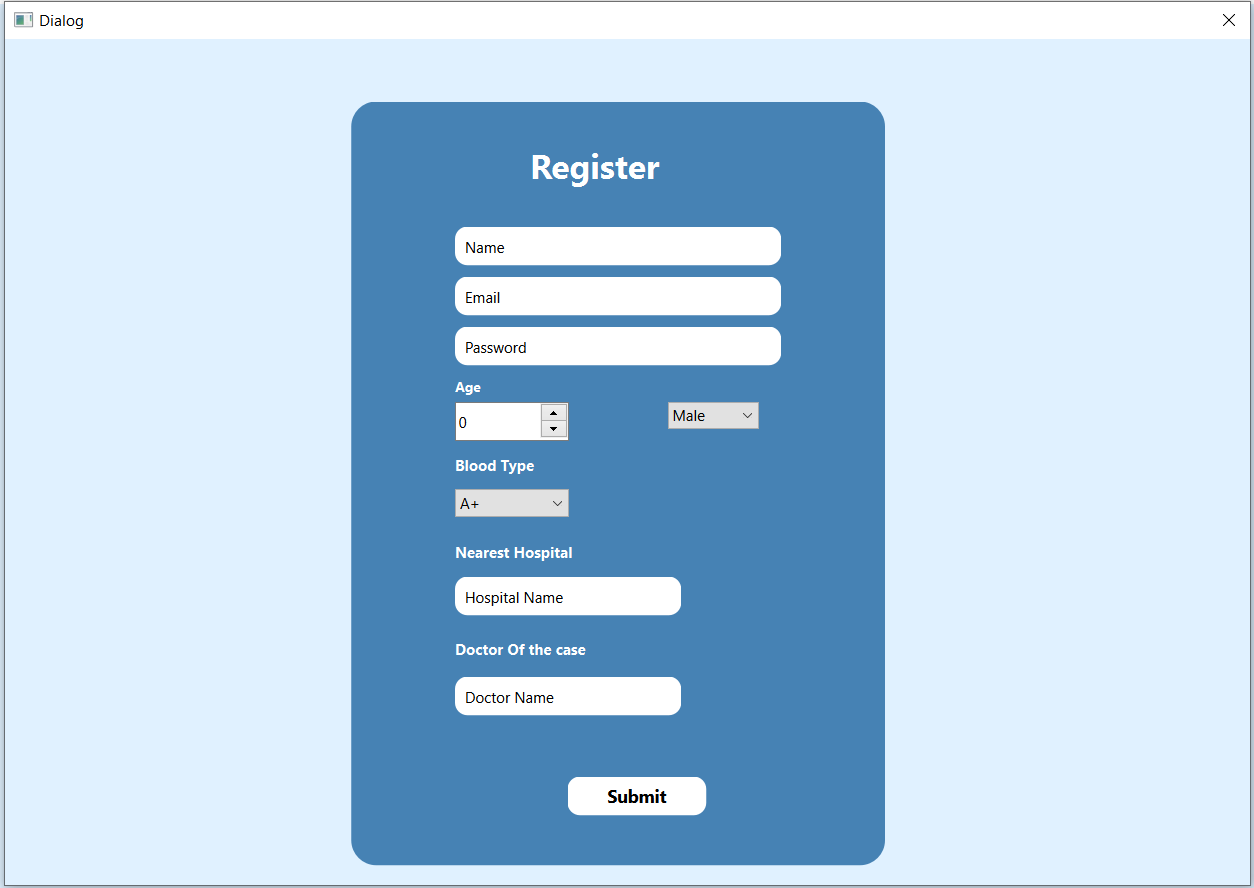 Dialog
Register
Name
Email
Password
Age
0
Male
Blood Type
A+
Nearest Hospital
Hospital Name
Doctor Of the case
Doctor Name
Submit